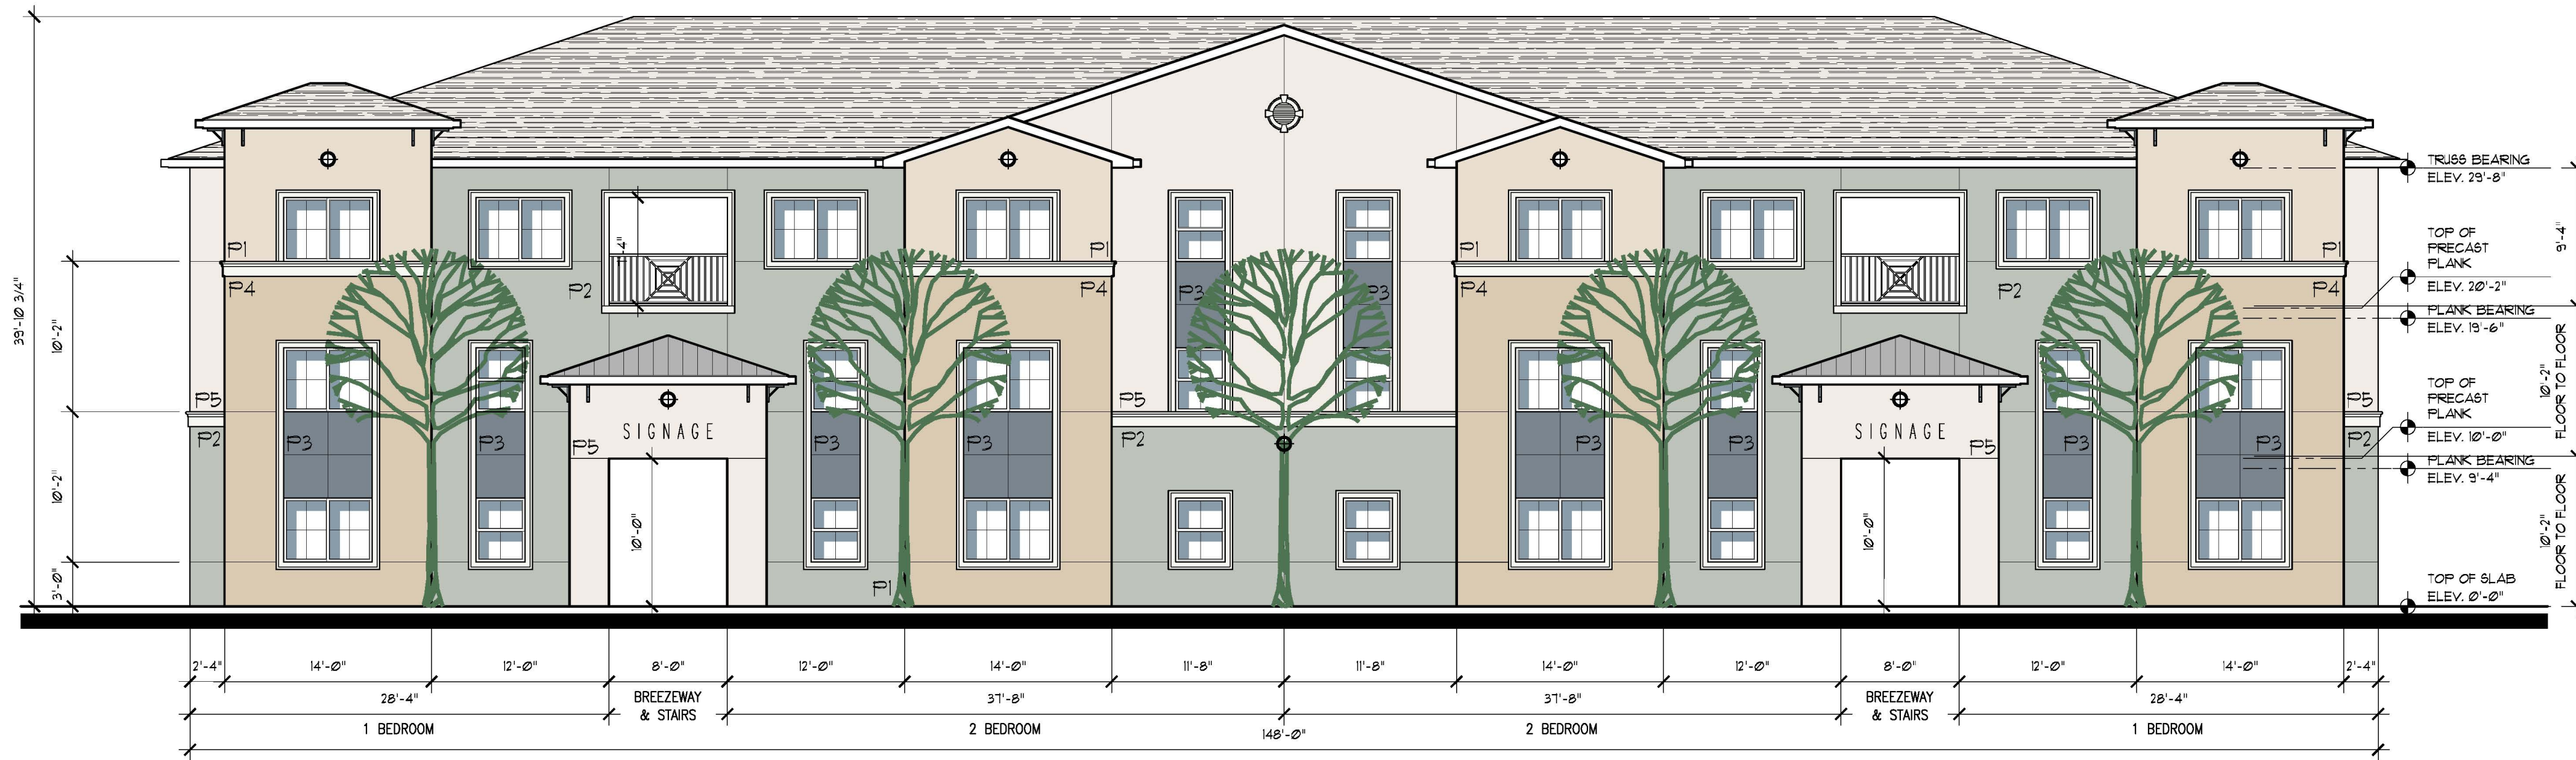 39'-10 3/4"
10'-2"
10'-2"
3'-0"
P1
P1
P1
P1
P4
P2
P4
P3
P3
P4
P2
P4
P5
P2
P3
P3
P5
SIGNAGE
P3
P3
P5
P2
P3
P3
SIGNAGE
P5
P3
P3
P5
P2
P1
10'-0"
10'-0"
TRUSS BEARING
ELEV. 29'-8"
TOP OF
PRECAST
PLANK
ELEV. 20'-2"
PLANK BEARING
ELEV. 19'-6"
TOP OF
PRECAST
PLANK
ELEV. 10'-0"
PLANK BEARING
ELEV. 9'-4"
TOP OF SLAB
ELEV. 0'-0"
9'-4"
10'-2"
FLOOR TO FLOOR
10'-2"
FLOOR TO FLOOR
2'-4" 14'-0" 12'-0" 8'-0" 12'-0" 14'-0" 11'-8" 11'-8" 14'-0" 12'-0" 8'-0" 12'-0" 14'-0" 2'-4"
28'-4" BREEZEWAY 37'-8" 37'-8" BREEZEWAY 28'-4"
& STAIRS & STAIRS
1 BEDROOM 2 BEDROOM 2 BEDROOM 1 BEDROOM
148'-0"